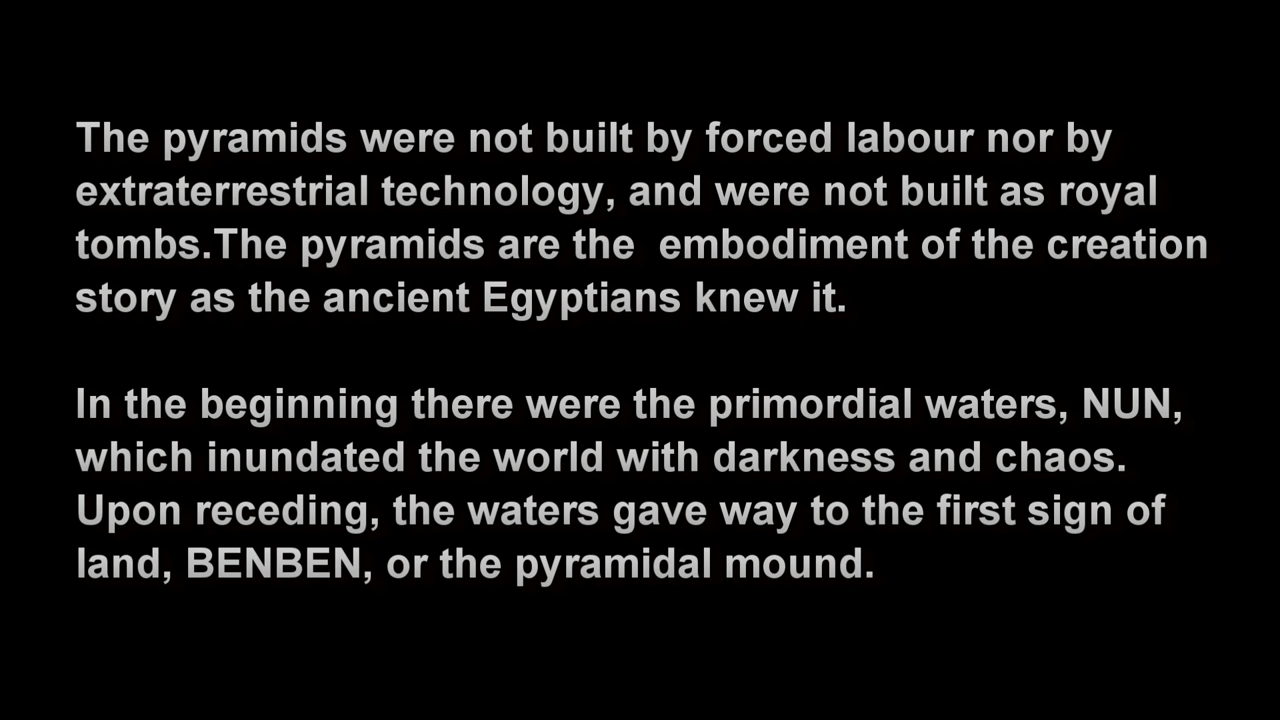 The pyramids were not built by forced labour nor by
extraterrestrial technology, and were not built as royal
tombs.The pyramids are the  embodiment of the creation
story as the ancient Egyptians knew it.
In the beginning there were the primordial waters, NUN,
which inundated the world with darkness and chaos.
Upon receding, the waters gave way to the first sign of
land, BENBEN, or the pyramidal mound.